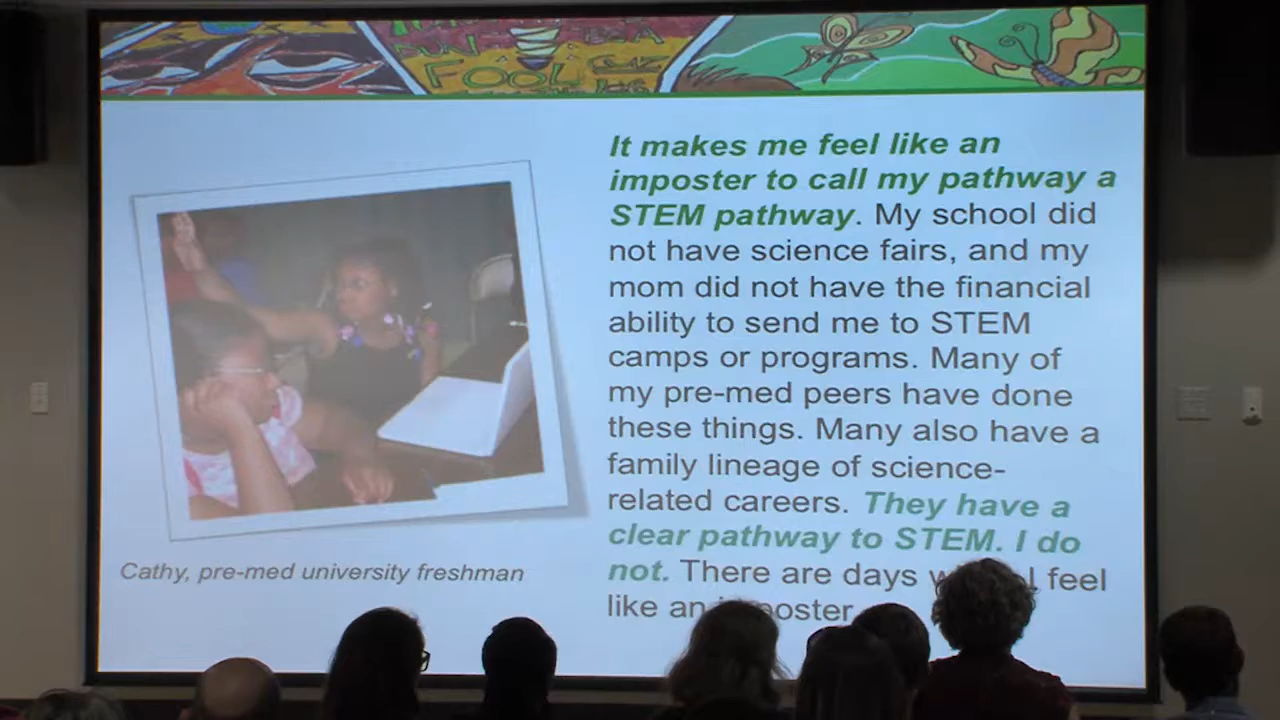 FOOL
It makes me feel like an
imposter to call my pathway a
STEM pathway. My school did
not have science fairs, and my
mom did not have the financial
ability to send me to STEM
camps or programs. Many of
my pre-med peers have done
these things. Many also have a
family lineage of science-
related careers. They have a
clear pathway to STEM. I do
not. There are days feel
like an
Cathy, pre-med university freshman